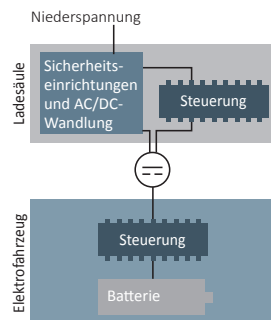 Niederspannung
Ladesäule
Sicherheits-
einrichtungen
und AC/DC-
Wandlung
Steuerung
Elektrofahrzeug
Steuerung
Batterie